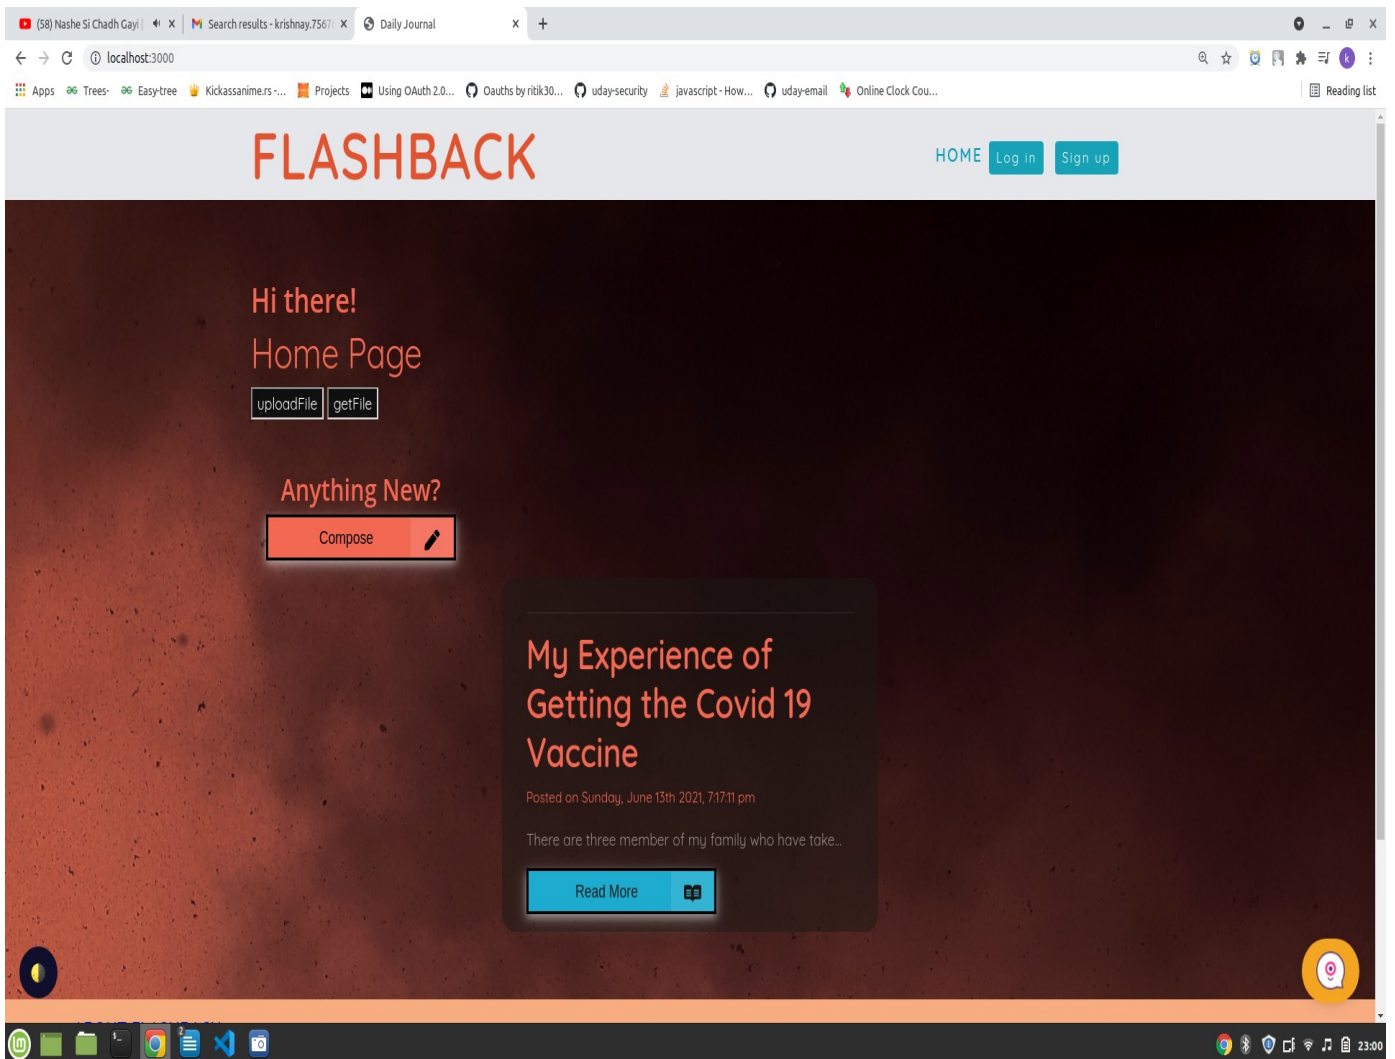 (58) Nashe Si Chadh Gayi
Search results - krishnay.7567
Daily Journal
localhost:3000
k
Apps
Trees-
Easy-tree
Kickassanime.rs -...
Projects
Using OAuth 2.0...
Oauths by ritik30...
uday-security
javascript - How...
uday-email
Online Clock Cou...
Reading list
FLASHBACK
HOME
Log in
Sign up
Hi there!
Home Page
uploadFile
getFile
Anything New?
Compose
My Experience of
Getting the Covid 19
Vaccine
Posted on Sunday, June 13th 2021, 7:17:11 pm
There are three member of my family who have take...
Read More
ABOUT FLASHBACK
2
23:00